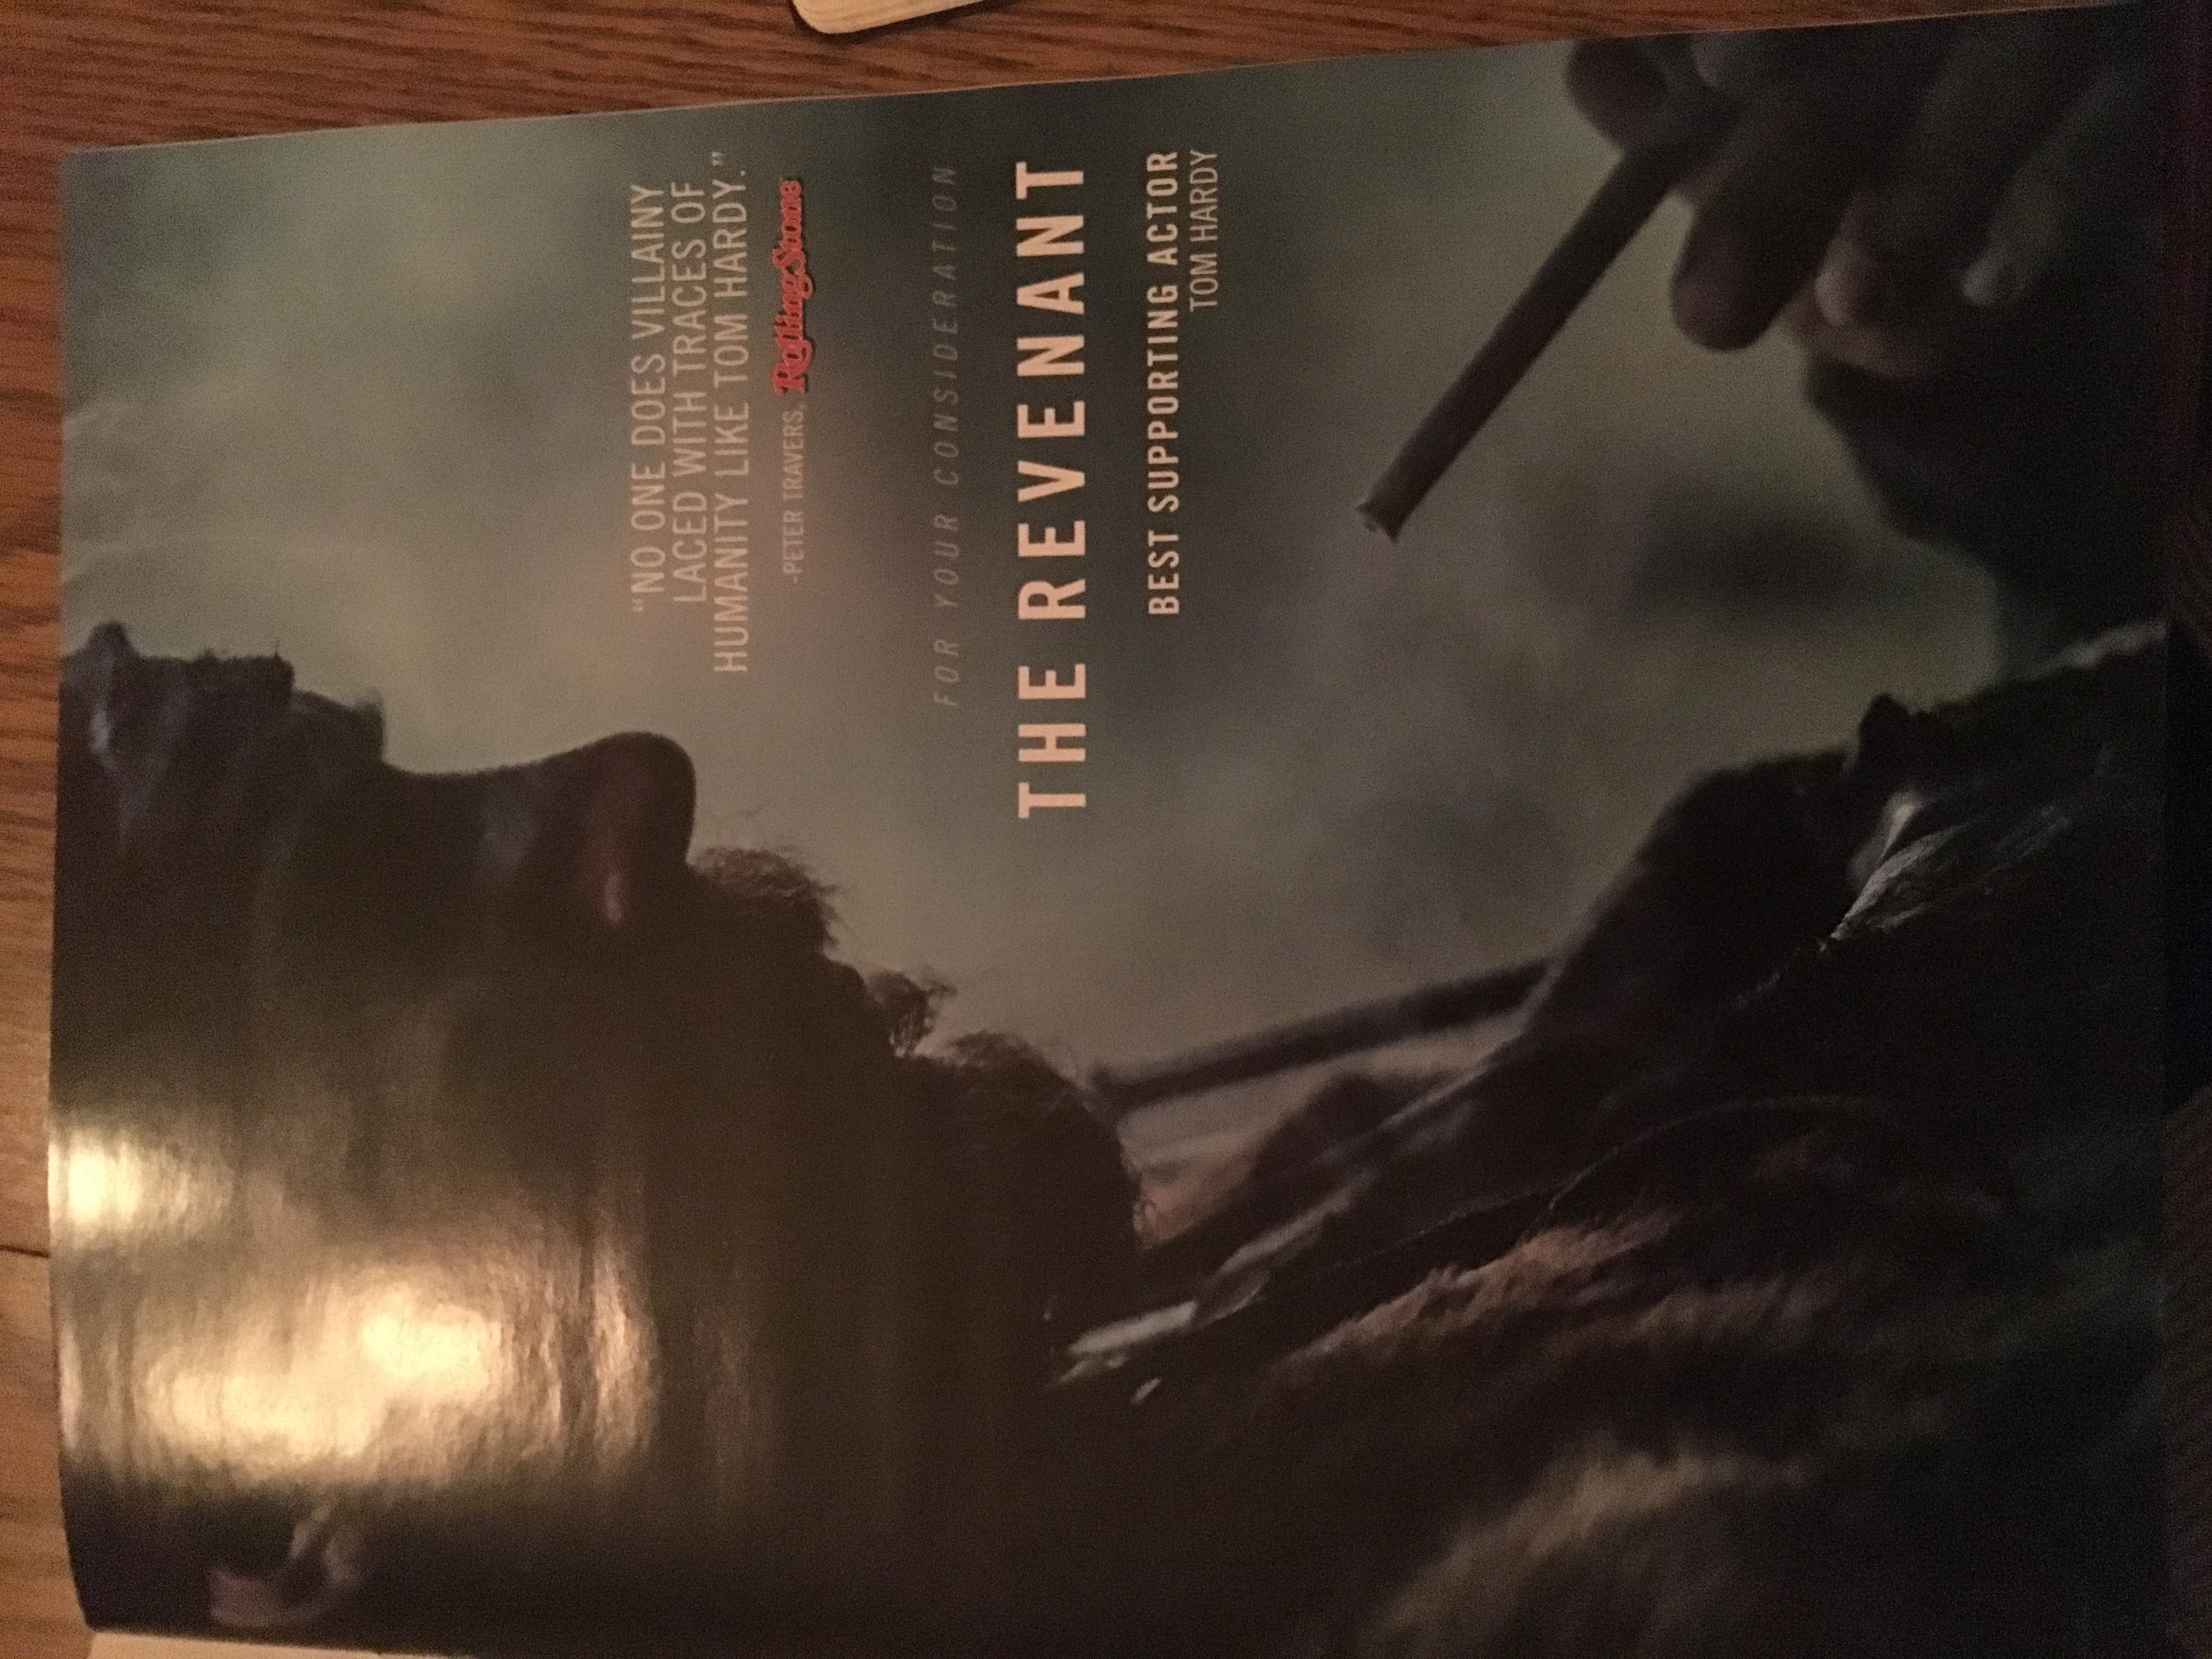 “NO ONE DOES VILLAINY
LACED WITH TRACES OF
HUMANITY LIKE TOM HARDY.”
-PETER TRAVERS, RollingStone
FOR YOUR CONSIDERATION
THE REVENANT
BEST SUPPORTING ACTOR
TOM HARDY